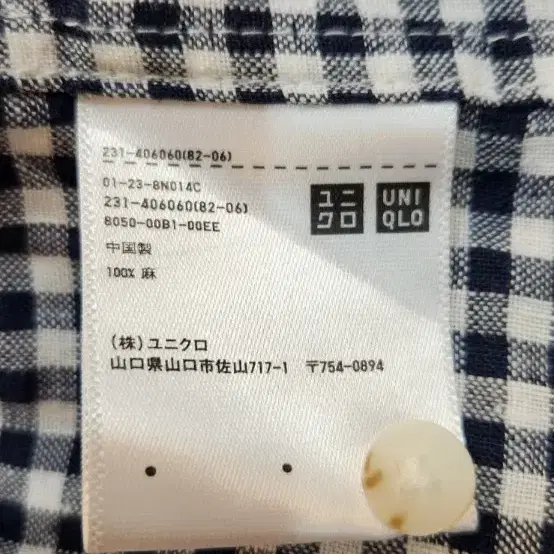 231-406060(82-06)
01-23-8N014C
231-406060(82-06)
8050-00B1-00EE
中国製
100% 麻
ユニ
クロ
UNI
QLO
(株)ユニクロ
山口県山口市佐山717-1 〒754-0894